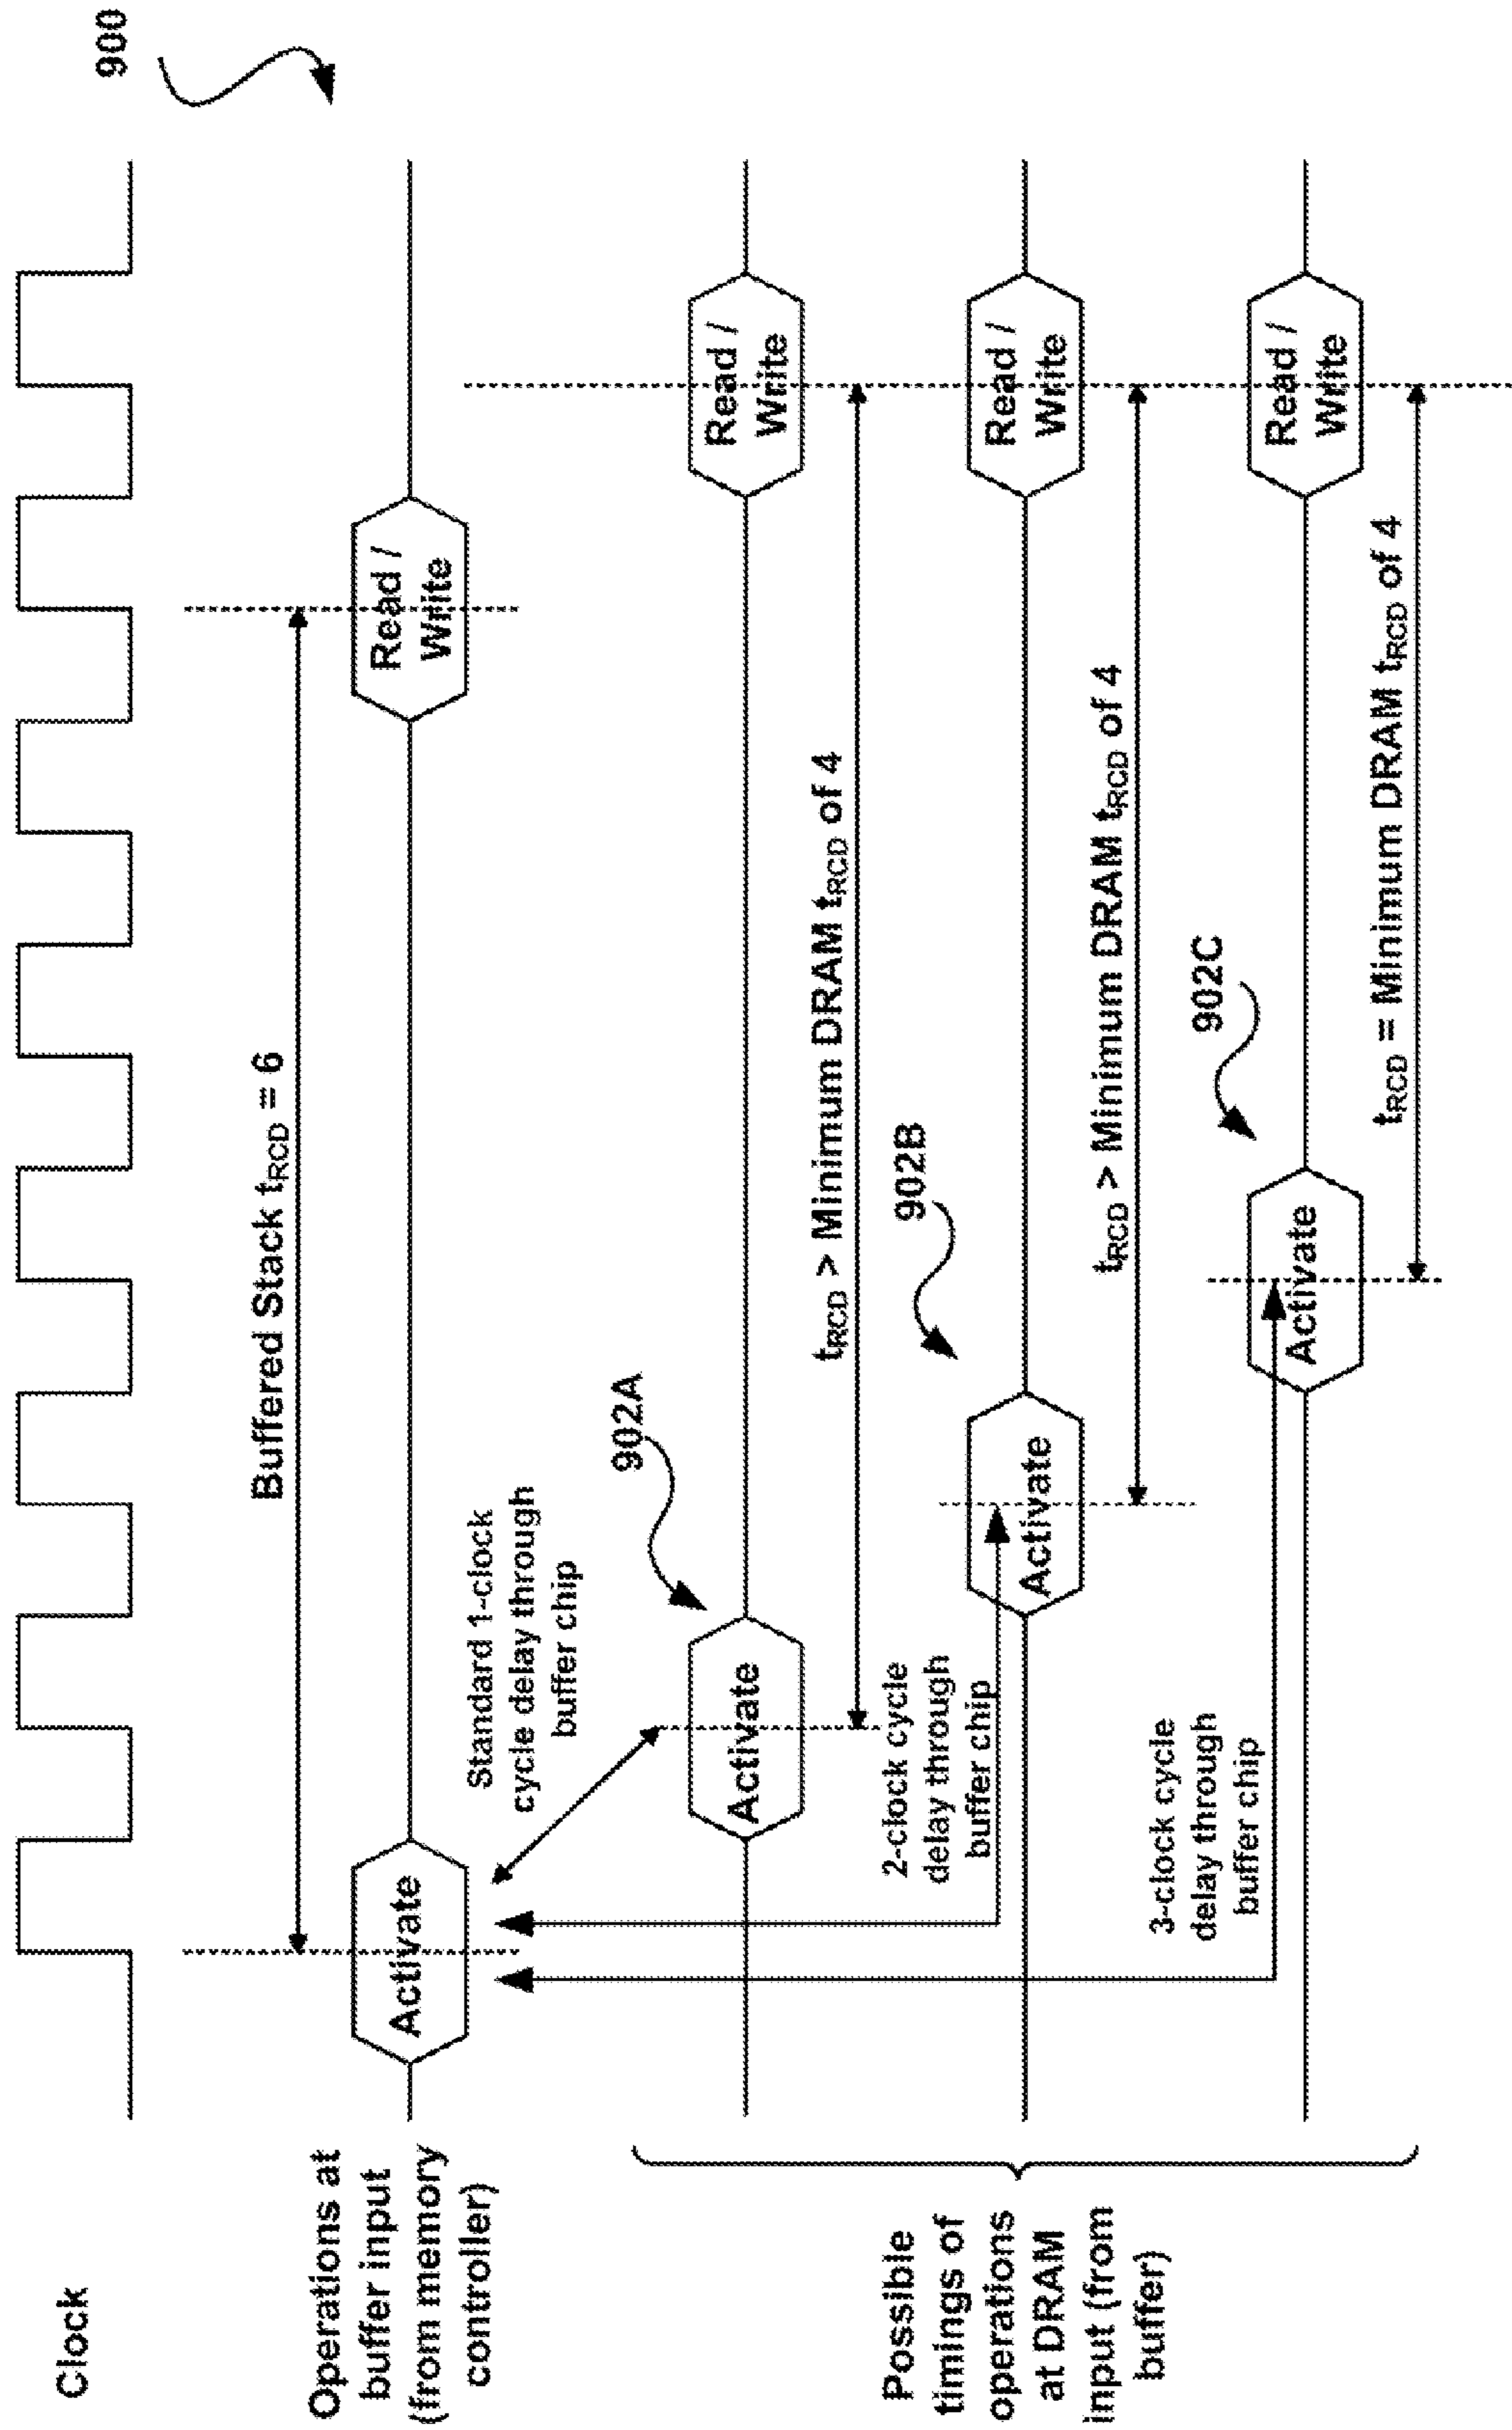 900
Clock
Operations at
buffer input
(from memory
controller)
Buffered Stack tRCD = 6
Activate
Read /
Write
Standard 1-clock
cycle delay through
buffer chip
902A
Possible
timings of
operations
at DRAM
input (from
buffer)
Activate
Read /
Write
tRCD > Minimum DRAM tRCD of 4
2-clock cycle
delay through
buffer chip
902B
Activate
Read /
Write
tRCD > Minimum DRAM tRCD of 4
3-clock cycle
delay through
buffer chip
902C
Activate
Read /
Write
tRCD = Minimum DRAM tRCD of 4